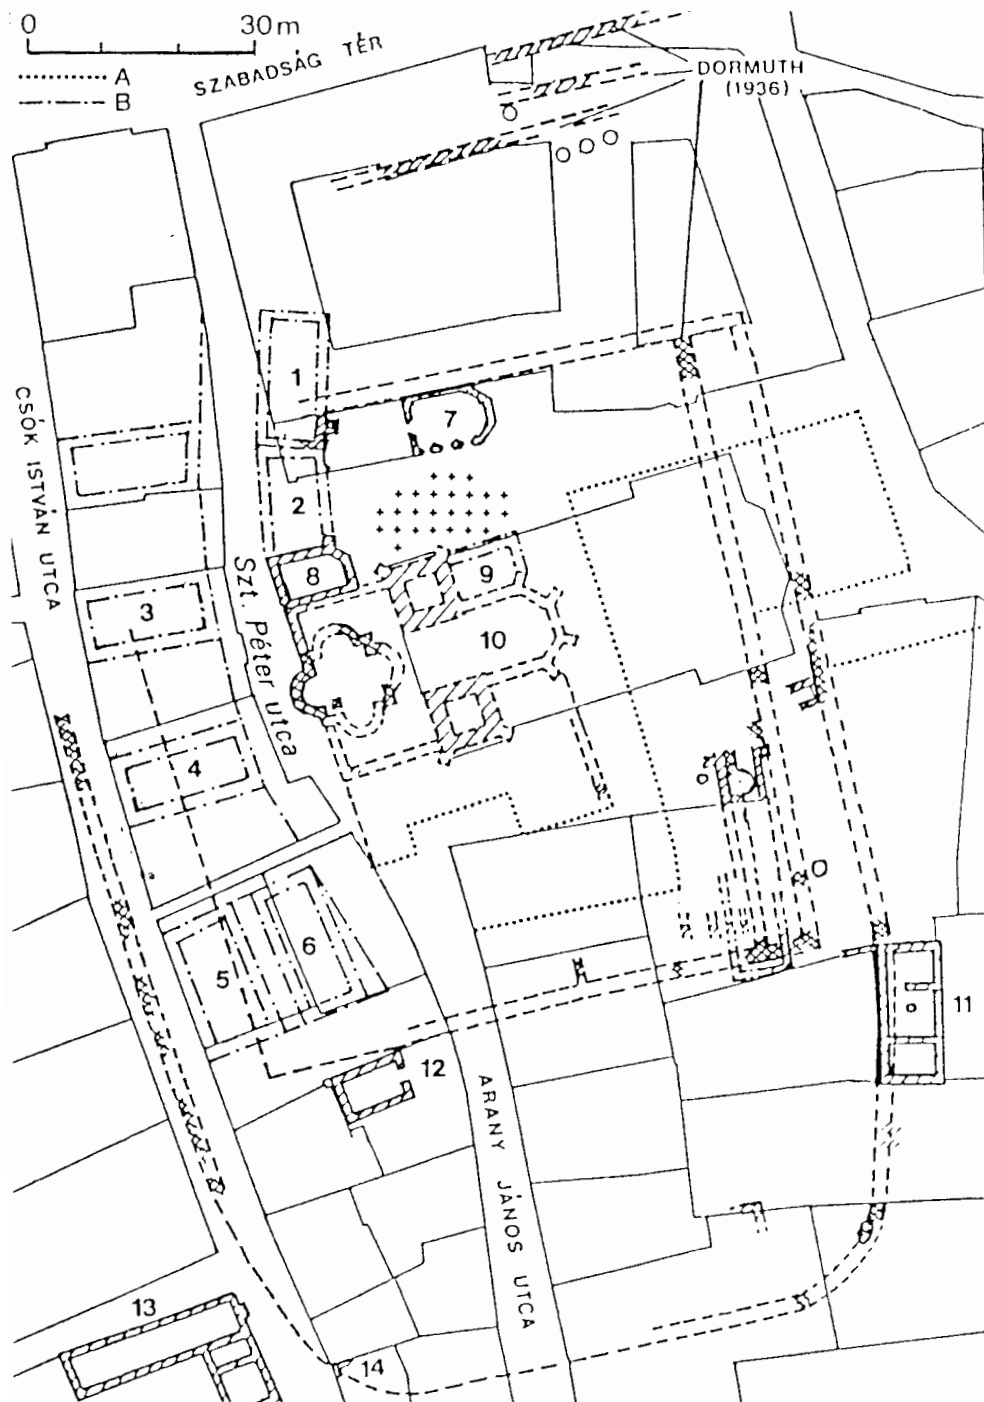 0 30m
A
B
SZABADSÁG TÉR
DORMUTH
(1936)
CSÓK ISTVÁN UTCA
1
7
2
8
9
3
10
Szt. Péter utca
4
5
6
11
12
ARANY JÁNOS UTCA
13
14